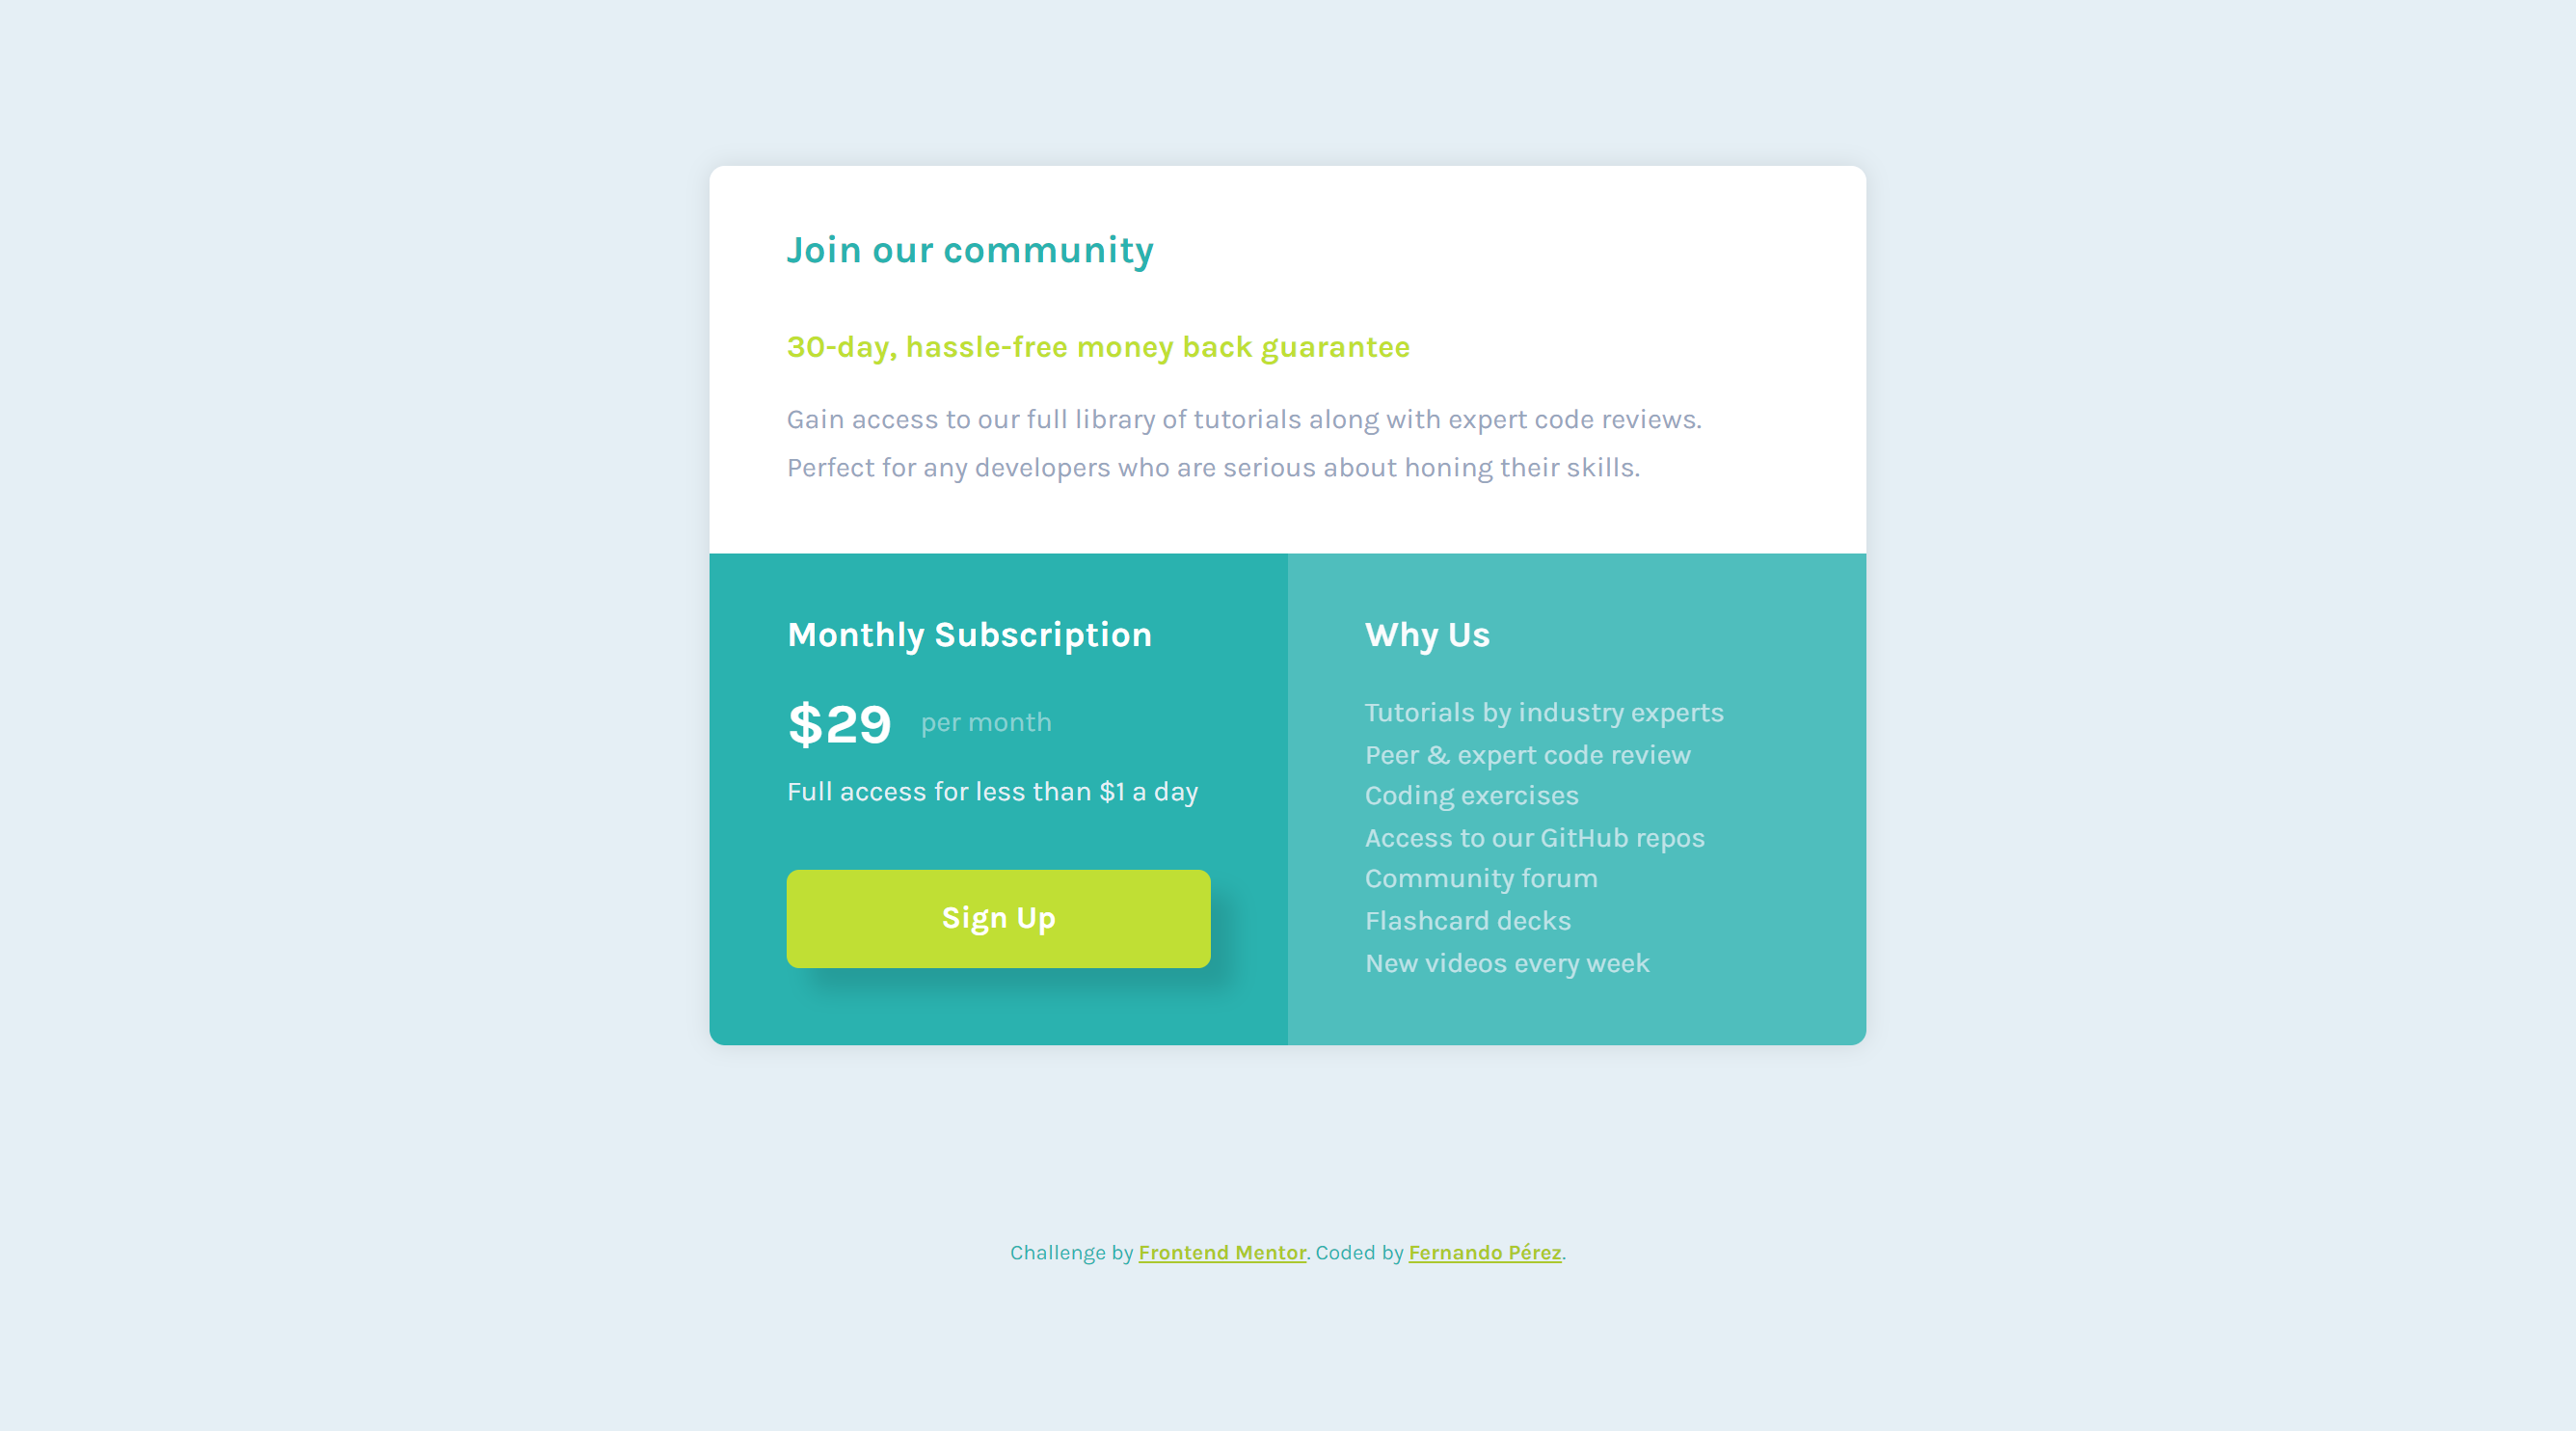 Join our community
30-day, hassle-free money back guarantee
Gain access to our full library of tutorials along with expert code reviews.
Perfect for any developers who are serious about honing their skills.
Monthly Subscription
$29 per month
Full access for less than $1 a day
Sign Up
Why Us
Tutorials by industry experts
Peer & expert code review
Coding exercises
Access to our GitHub repos
Community forum
Flashcard decks
New videos every week
Challenge by Frontend Mentor. Coded by Fernando Pérez.